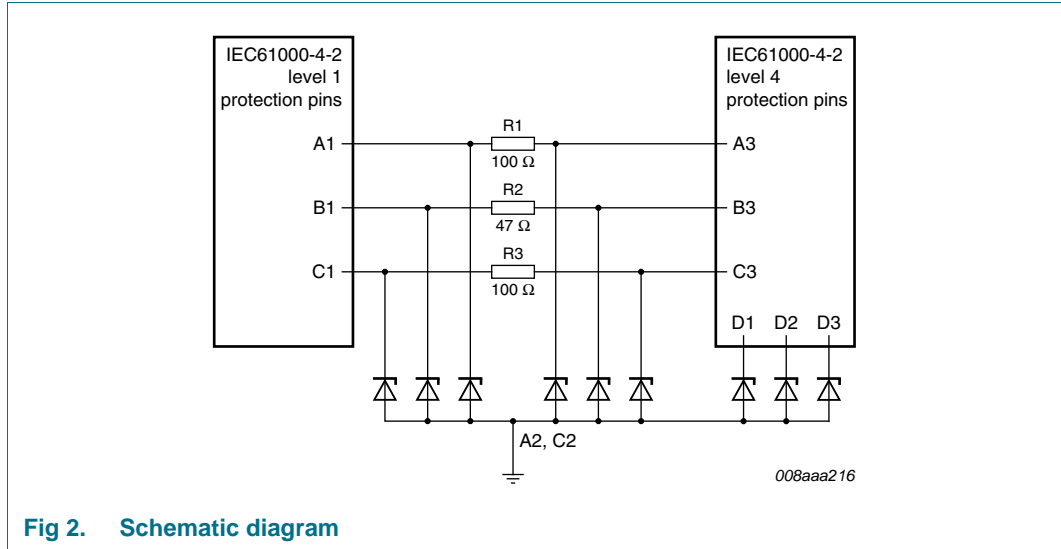 IEC61000-4-2
level 1
protection pins
IEC61000-4-2
level 4
protection pins
R1
A1
A3
100 Ω
R2
B1
B3
47 Ω
R3
C1
C3
100 Ω
D1 D2 D3
A2, C2
008aaa216
Fig 2. Schematic diagram